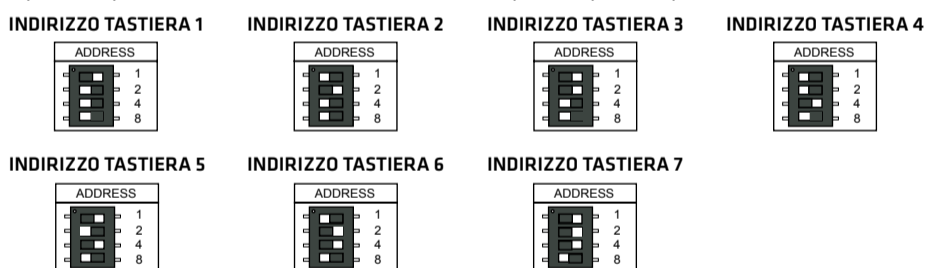 INDIRIZZO TASTIERA 1 INDIRIZZO TASTIERA 2 INDIRIZZO TASTIERA 3 INDIRIZZO TASTIERA 4
ADDRESS ADDRESS ADDRESS ADDRESS
1 1 1 1
2 2 2 2
4 4 4 4
8 8 8 8
INDIRIZZO TASTIERA 5 INDIRIZZO TASTIERA 6 INDIRIZZO TASTIERA 7
ADDRESS ADDRESS ADDRESS
1 1 1
2 2 2
4 4 4
8 8 8